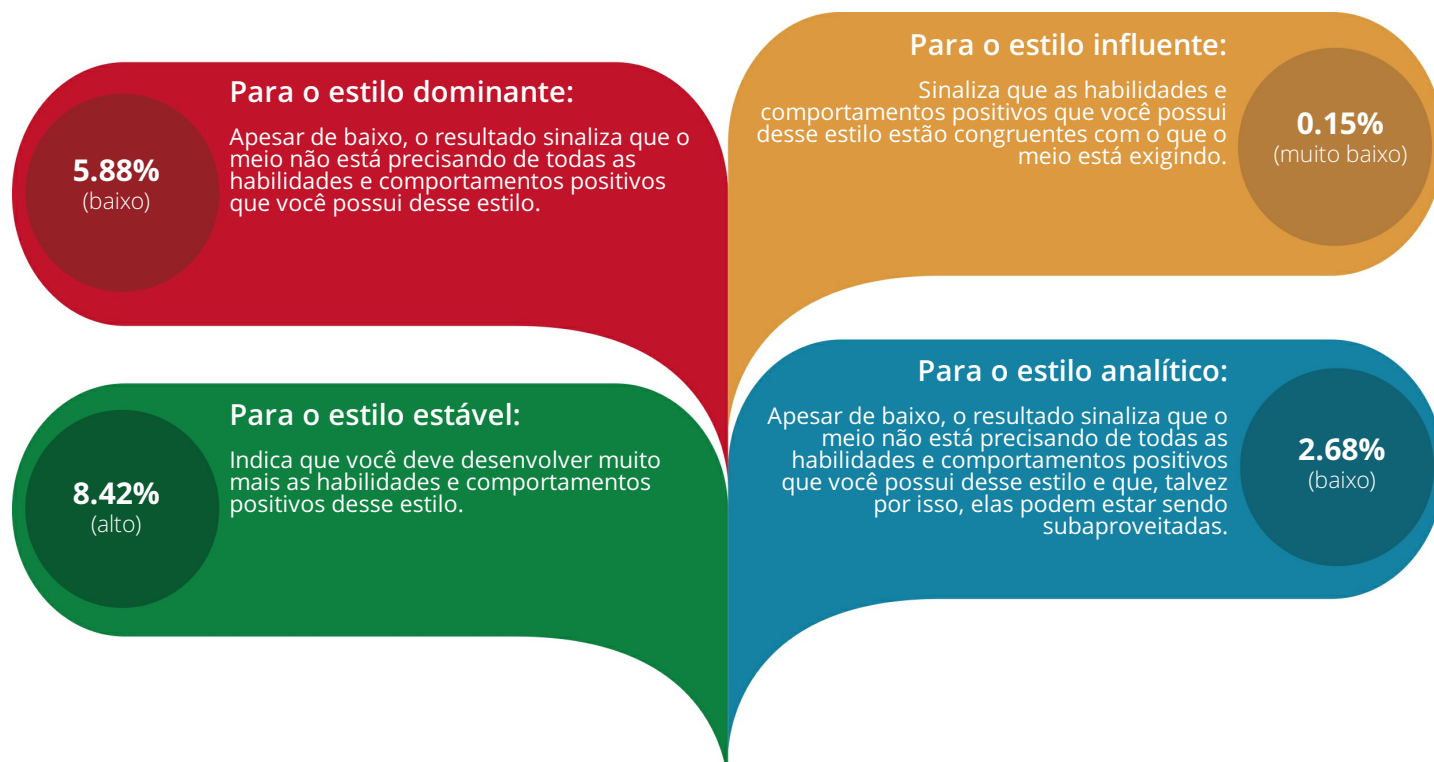 Para o estilo dominante:
Apesar de baixo, o resultado sinaliza que o
meio não está precisando de todas as
habilidades e comportamentos positivos
que você possui desse estilo.
5.88%
(baixo)
Para o estilo influente:
Sinaliza que as habilidades e
comportamentos positivos que você possui
desse estilo estão congruentes com o que o
meio está exigindo.
0.15%
(muito baixo)
Para o estilo estável:
Indica que você deve desenvolver muito
mais as habilidades e comportamentos
positivos desse estilo.
8.42%
(alto)
Para o estilo analítico:
Apesar de baixo, o resultado sinaliza que o
meio não está precisando de todas as
habilidades e comportamentos positivos
que você possui desse estilo e que, talvez
por isso, elas podem estar sendo
subaproveitadas.
2.68%
(baixo)